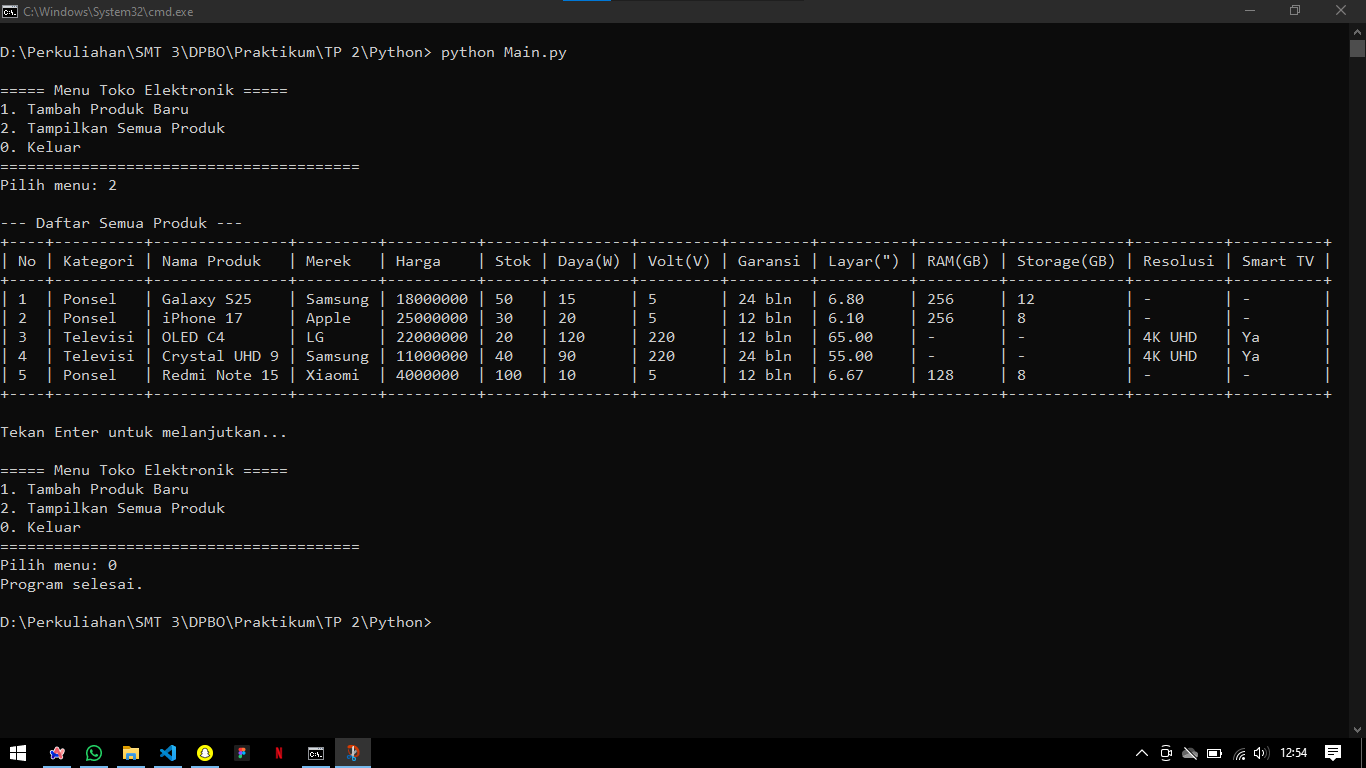 C:\Windows\System32\cmd.exe
D:\Perkuliahan\SMT 3\DPBO\Praktikum\TP 2\Python> python Main.py
===== Menu Toko Elektronik =====
1. Tambah Produk Baru
2. Tampilkan Semua Produk
0. Keluar
========================================
Pilih menu: 2
--- Daftar Semua Produk ---
+----+----------+---------------+---------+----------+------+---------+---------+----------+----------+---------+-------------+----------+----------+
| No | Kategori | Nama Produk   | Merek   | Harga    | Stok | Daya(W) | Volt(V) | Garansi  | Layar(") | RAM(GB) | Storage(GB) | Resolusi | Smart TV |
+----+----------+---------------+---------+----------+------+---------+---------+----------+----------+---------+-------------+----------+----------+
| 1  | Ponsel   | Galaxy S25    | Samsung | 18000000 | 50   | 15      | 5       | 24 bln   | 6.80     | 256     | 12          | -        | -        |
| 2  | Ponsel   | iPhone 17     | Apple   | 25000000 | 30   | 20      | 5       | 12 bln   | 6.10     | 256     | 8           | -        | -        |
| 3  | Televisi | OLED C4       | LG      | 22000000 | 20   | 120     | 220     | 12 bln   | 65.00    | -       | -           | 4K UHD   | Ya       |
| 4  | Televisi | Crystal UHD 9 | Samsung | 11000000 | 40   | 90      | 220     | 24 bln   | 55.00    | -       | -           | 4K UHD   | Ya       |
| 5  | Ponsel   | Redmi Note 15 | Xiaomi  | 4000000  | 100  | 10      | 5       | 12 bln   | 6.67     | 128     | 8           | -        | -        |
+----+----------+---------------+---------+----------+------+---------+---------+----------+----------+---------+-------------+----------+----------+
Tekan Enter untuk melanjutkan...
===== Menu Toko Elektronik =====
1. Tambah Produk Baru
2. Tampilkan Semua Produk
0. Keluar
========================================
Pilih menu: 0
Program selesai.
D:\Perkuliahan\SMT 3\DPBO\Praktikum\TP 2\Python>
12:54